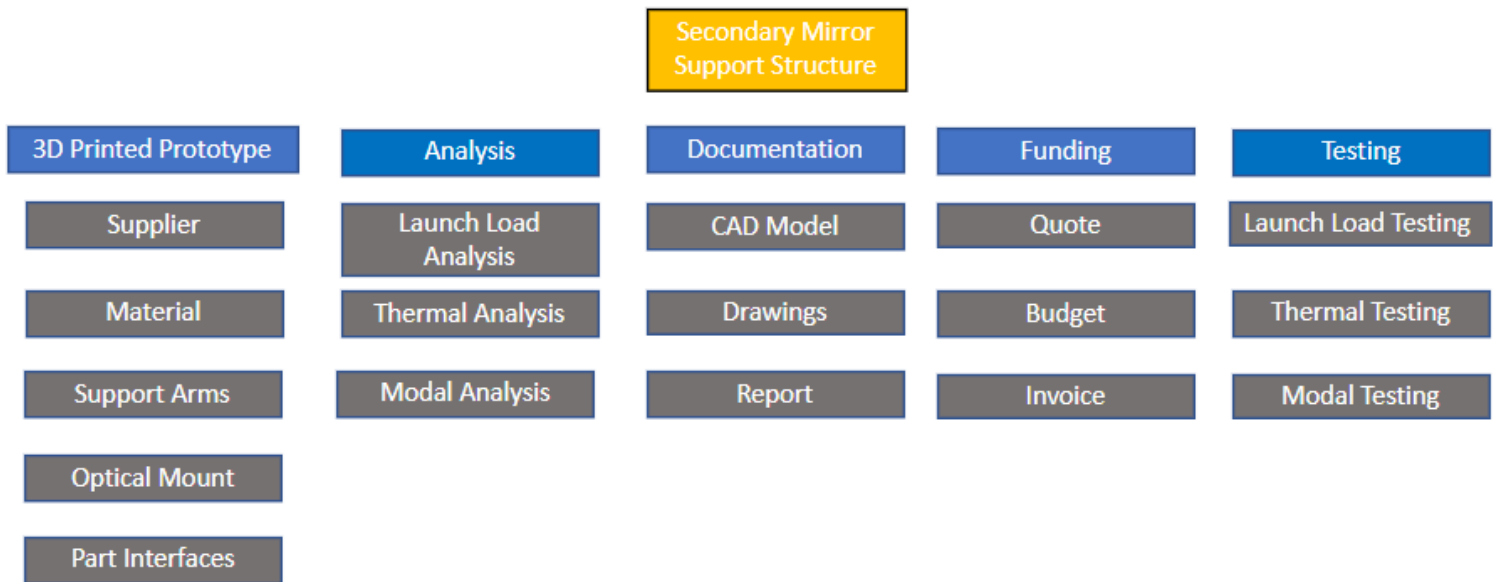 Secondary Mirror
Support Structure
3D Printed Prototype
Analysis
Documentation
Funding
Testing
Supplier
Launch Load
Analysis
CAD Model
Quote
Launch Load Testing
Material
Thermal Analysis
Drawings
Budget
Thermal Testing
Support Arms
Modal Analysis
Report
Invoice
Modal Testing
Optical Mount
Part Interfaces